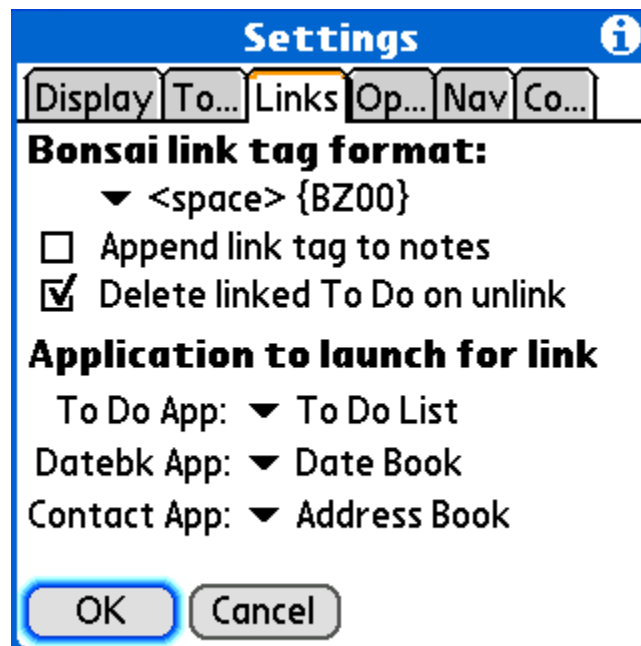 Settings
Display To... Links Op... Nav Co...
Bonsai link tag format:
<space> {BZ00}
Append link tag to notes
Delete linked To Do on unlink
Application to launch for link
To Do App: To Do List
Datebk App: Date Book
Contact App: Address Book
OK Cancel